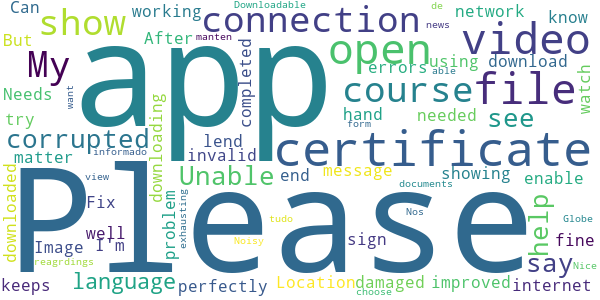 Can
Downloadable
de
show
working
connection
network
know
But
After
news
manten
able
open
video
My
app
completed
errors
using
download
want
course
file
watch
Needs
downloading
hand
needed
try
see
corrupted
lend
certificate
matter
invalid
informado
Unable
end
message
showing
enable
form
downloaded
view
problem
exhausting
documents
Please
Fix
help
Nos
Globe
tudo
well
Image
I'm
sign
say
fine
Noisy
reagrdings
Nice
language
Location
damaged
improved
keeps
perfectly
choose
internet